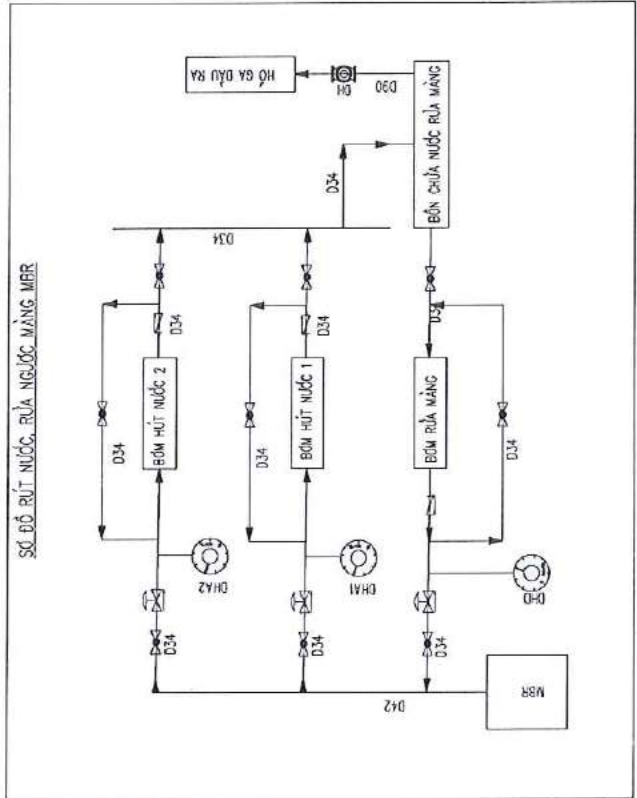 SƠ ĐỒ RÚT NƯỚC, RỬA NGƯỢC MÀNG MBR
HỐ GA ĐẦU RA
ĐH
D90
D34
D34
BỒN CHỨA NƯỚC RỬA MÀNG
D34
D34
BƠM HÚT NƯỚC 2
ĐHA2
D34
D34
D34
BƠM HÚT NƯỚC 1
ĐHA1
D34
BƠM RỬA MÀNG
D34
ĐHD
D34
D42
MBR